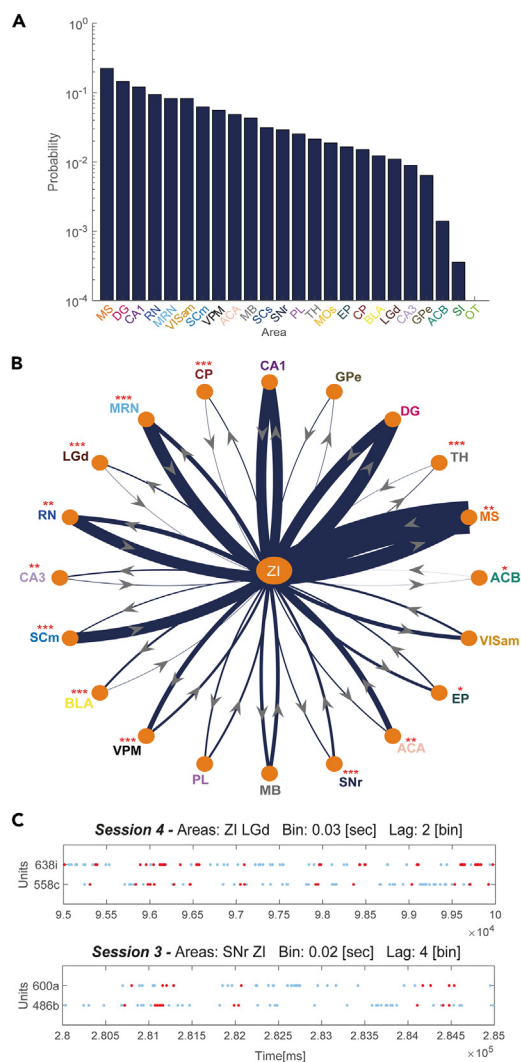 A
10^0
10^-1
10^-2
10^-3
10^-4
Probability
MS DG CA1 RN MRN VISam SCm VPM ACA MB SCs SNr PL TH MOs EP CP BLA LGd CA3 GPe ACB SI OT
Area
B
*** CP
CA1
GPe
*** MRN
DG
*** LGd
*** TH
** RN
** MS
ZI
** CA3
* ACB
*** SCm
VISam
*** BLA
* EP
*** VPM
** ACA
PL
MB
*** SNr
C
Session 4 - Areas: ZI LGd Bin: 0.03 [sec] Lag: 2 [bin]
Units
638i
558c
9.5 9.55 9.6 9.65 9.7 9.75 9.8 9.85 9.9 9.95 10
×10^4
Session 3 - Areas: SNr ZI Bin: 0.02 [sec] Lag: 4 [bin]
Units
600a
486b
2.8 2.805 2.81 2.815 2.82 2.825 2.83 2.835 2.84 2.845 2.85
Time[ms]
×10^5